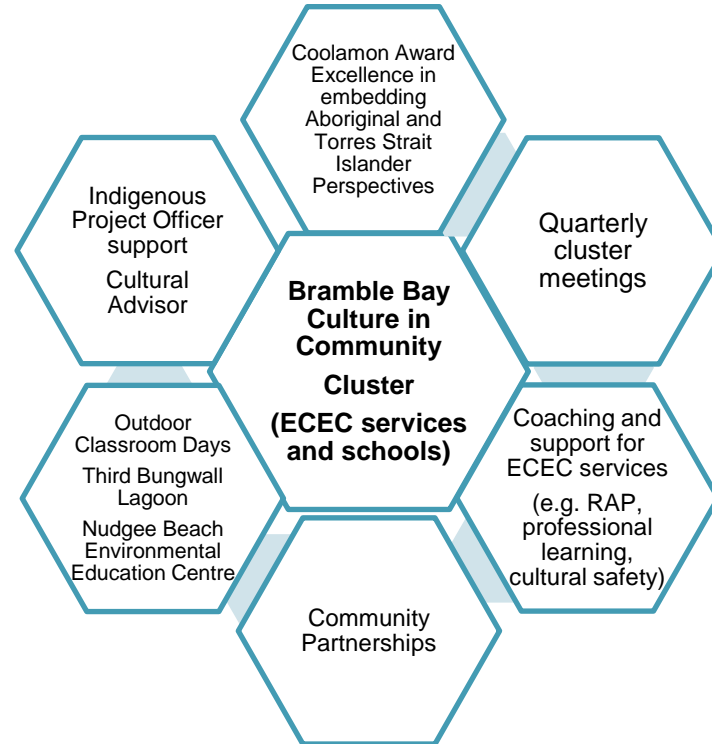 Coolamon Award
Excellence in
embedding
Aboriginal and
Torres Strait
Islander
Perspectives
Indigenous
Project Officer
support
Cultural
Advisor
Quarterly
cluster
meetings
Bramble Bay
Culture in
Community
Cluster
(ECEC services
and schools)
Outdoor
Classroom Days
Third Bungwall
Lagoon
Nudgee Beach
Environmental
Education Centre
Coaching and
support for
ECEC services
(e.g. RAP,
professional
learning,
cultural safety)
Community
Partnerships